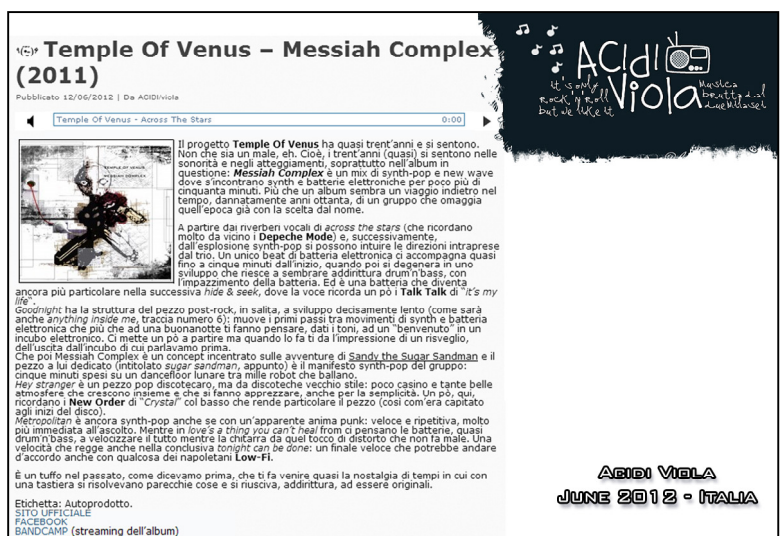 Temple Of Venus – Messiah Complex
(2011)
Pubblicato 12/06/2012 | Da ACIDI/viola
Temple Of Venus - Across The Stars 0:00
TEMPLE OF VENUS
MESSIAH COMPLEX
Il progetto Temple Of Venus ha quasi trent'anni e si sentono.
Non che sia un male, eh. Cioè, i trent'anni (quasi) si sentono nelle
sonorità e negli atteggiamenti, soprattutto nell'album in
questione: Messiah Complex è un mix di synth-pop e new wave
dove s'incontrano synth e batterie elettroniche per poco più di
cinquanta minuti. Più che un album sembra un viaggio indietro nel
tempo, dannatamente anni ottanta, di un gruppo che omaggia
quell'epoca già con la scelta dal nome.
A partire dai riverberi vocali di across the stars (che ricordano
molto da vicino i Depeche Mode) e, successivamente,
dall'esplosione synth-pop si possono intuire le direzioni intraprese
dal trio. Un unico beat di batteria elettronica ci accompagna quasi
fino a cinque minuti dall'inizio, quando poi si degenera in uno
sviluppo che riesce a sembrare addirittura drum'n'bass, con
l'impazzimento della batteria. Ed è una batteria che diventa
ancora più particolare nella successiva hide & seek, dove la voce ricorda un pò i Talk Talk di "it's my
life".
Goodnight ha la struttura del pezzo post-rock, in salita, a sviluppo decisamente lento (come sarà
anche anything inside me, traccia numero 6): muove i primi passi tra movimenti di synth e batteria
elettronica che più che ad una buonanotte ti fanno pensare, dati i toni, ad un "benvenuto" in un
incubo elettronico. Ci mette un pò a partire ma quando lo fa ti da l'impressione di un risveglio,
dell'uscita dall'incubo di cui parlavamo prima.
Che poi Messiah Complex è un concept incentrato sulle avventure di Sandy the Sugar Sandman e il
pezzo a lui dedicato (intitolato sugar sandman, appunto) è il manifesto synth-pop del gruppo:
cinque minuti spesi su un dancefloor lunare tra mille robot che ballano.
Hey stranger è un pezzo pop discotecaro, ma da discoteche vecchio stile: poco casino e tante belle
atmosfere che crescono insieme e che si fanno apprezzare, anche per la semplicità. Un pò, qui,
ricordano i New Order di "Crystal" col basso che rende particolare il pezzo (così com'era capitato
agli inizi del disco).
Metropolitan è ancora synth-pop anche se con un'apparente anima punk: veloce e ripetitiva, molto
più immediata all'ascolto. Mentre in love's a thing you can't heal from ci pensano le batterie, quasi
drum'n'bass, a velocizzare il tutto mentre la chitarra da quel tocco di distorto che non fa male. Una
velocità che regge anche nella conclusiva tonight can be done: un finale veloce che potrebbe andare
d'accordo anche con qualcosa dei napoletani Low-Fi.
È un tuffo nel passato, come dicevamo prima, che ti fa venire quasi la nostalgia di tempi in cui con
una tastiera si risolvevano parecchie cose e si riusciva, addirittura, ad essere originali.
Etichetta: Autoprodotto.
SITO UFFICIALE
FACEBOOK
BANDCAMP (streaming dell'album)
ACIDI
Viola
it's only
rock'n'roll
but we like it
Musica
brutta dal
duemilasei
Acidi Viola
June 2012 - Italia